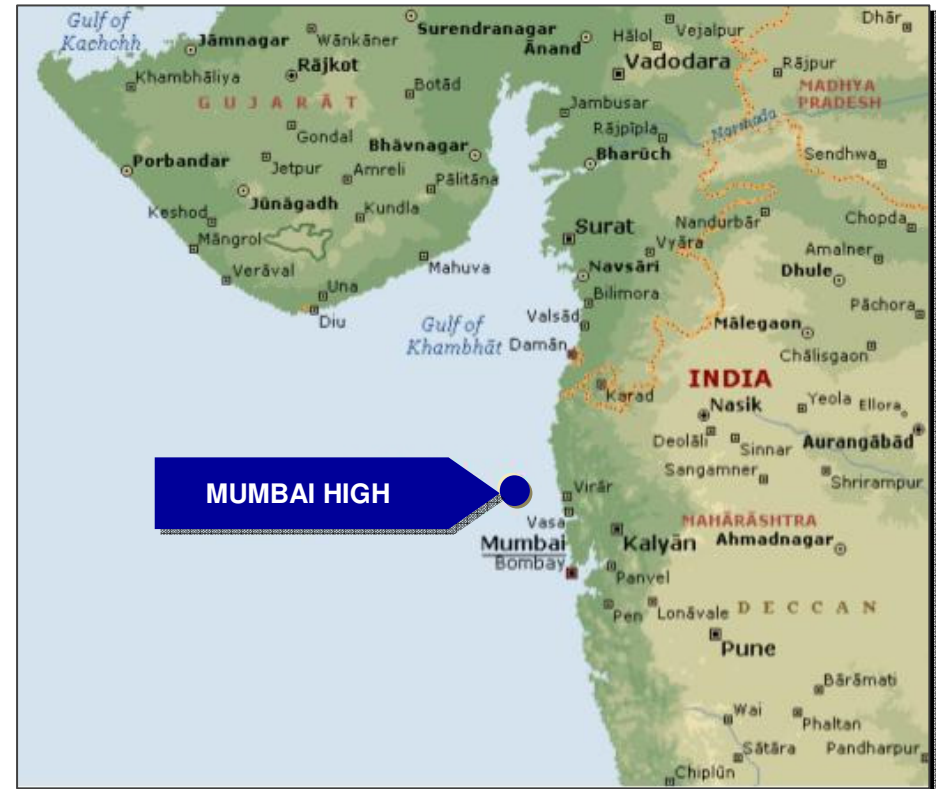 Gulf of
Kachchh
Jāmnagar
Wānkāner
Surendranagar
Ānand
Hālol
Vejalpur
Dhār
Khambhāliya
Rājkot
Botād
Vadodara
Rājpur
MADHYA
PRADESH
GUJARĀT
Jambusar
Gondal
Rājpīpla
Narmada
Porbandar
Jetpur
Amreli
Bhāvnagar
Bharūch
Sendhwa
Pālitāna
Jūnāgadh
Kundla
Keshod
Surat
Nandurbār
Chopda
Māngrol
Vyāra
Amalner
Verāval
Mahuva
Navsāri
Dhule
Una
Bilimora
Diu
Valsād
Pāchora
Gulf of
Khambhāt
Damān
Mālegaon
Chālisgaon
INDIA
Karad
Nasik
Yeola
Ellora
Deolāli
Sinnar
Aurangābād
Sangamner
Shrirampur
MUMBAI HIGH
Virār
Vasa
MAHĀRĀSHTRA
Mumbai
Kalyān
Ahmadnagar
Bombay
Panvel
Pen
Lonāvale
DECCAN
Pune
Bārāmati
Wai
Phaltan
Sātāra
Pandharpur
Chiplūn